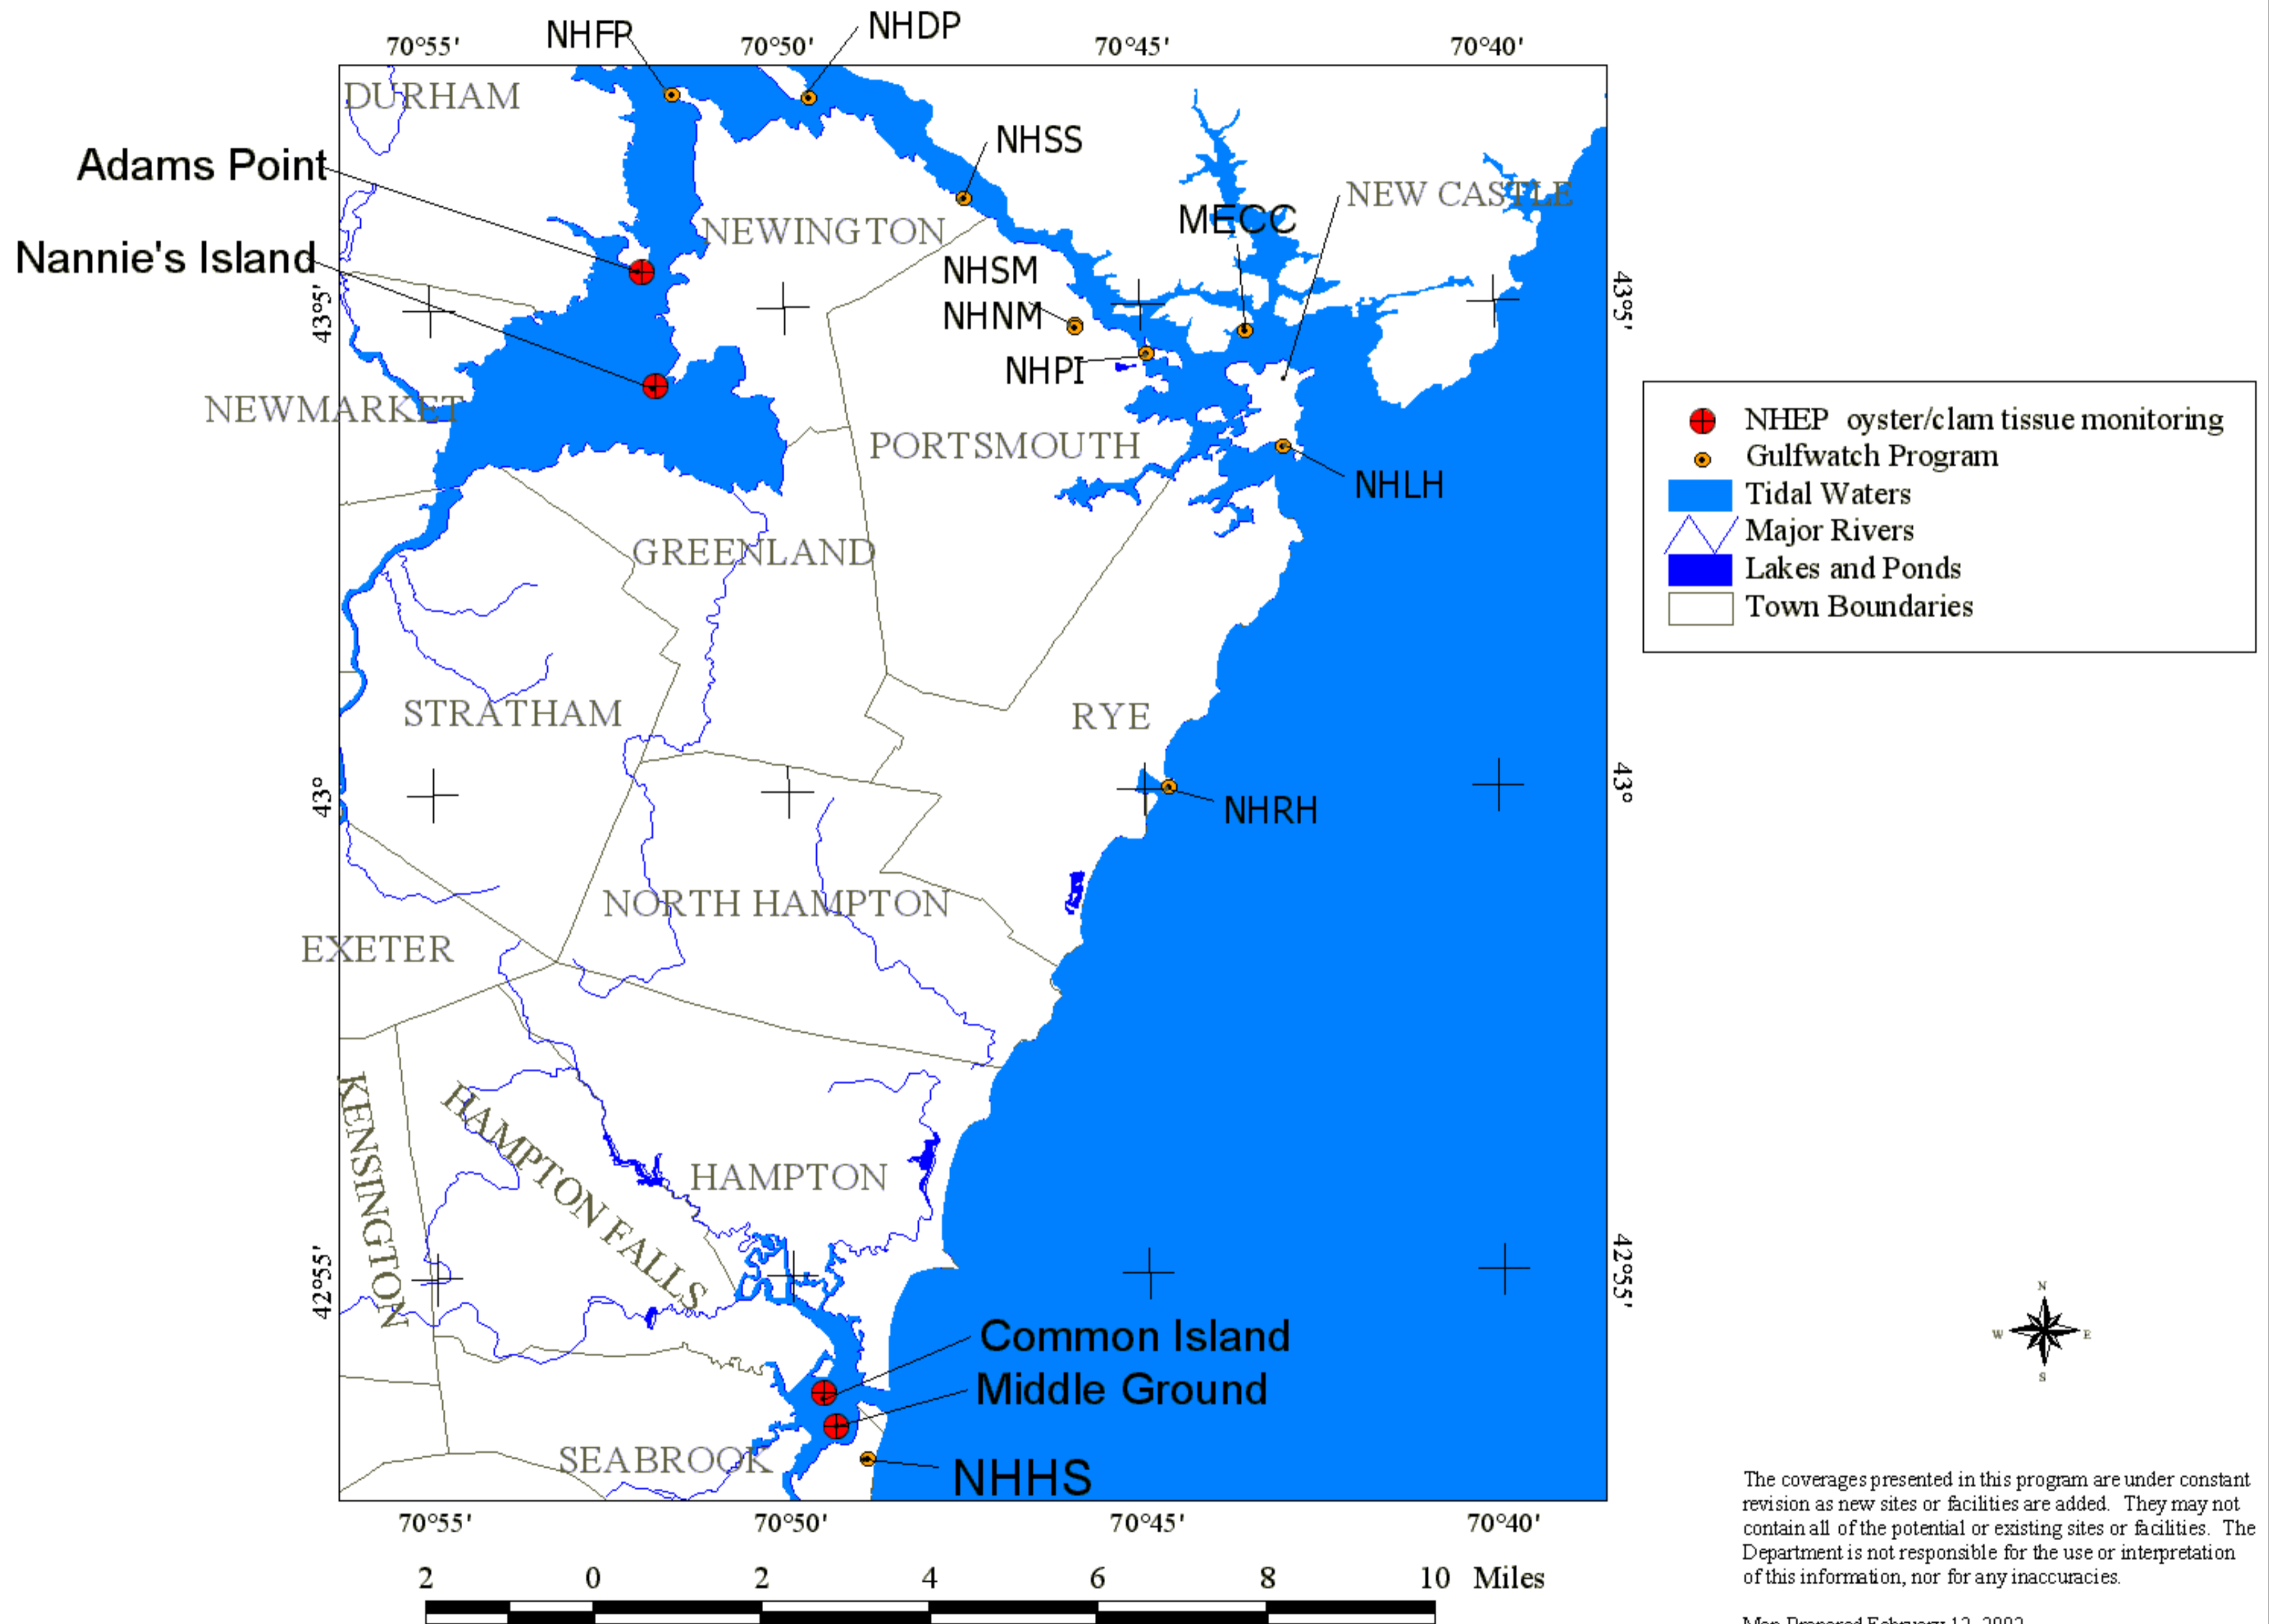 NHFP
NHDP
70°55'
70°50'
70°45'
70°40'
DURHAM
Adams Point
NHSS
NEW CASTLE
MECC
NEWINGTON
Nannie's Island
NHSM
NHNM
43°5'
43°5'
NHPI
NEWMARKET
PORTSMOUTH
NHLH
NHEP oyster/clam tissue monitoring
Gulfwatch Program
Tidal Waters
Major Rivers
Lakes and Ponds
Town Boundaries
GREENLAND
STRATHAM
RYE
43°
43°
NHRH
NORTH HAMPTON
EXETER
KENSINGTON
HAMPTON FALLS
HAMPTON
42°55'
42°55'
Common Island
Middle Ground
SEABROOK
NHHS
N
W E
S
70°55'
70°50'
70°45'
70°40'
2 0 2 4 6 8 10 Miles
The coverages presented in this program are under constant
revision as new sites or facilities are added. They may not
contain all of the potential or existing sites or facilities. The
Department is not responsible for the use or interpretation
of this information, nor for any inaccuracies.
Map Prepared February